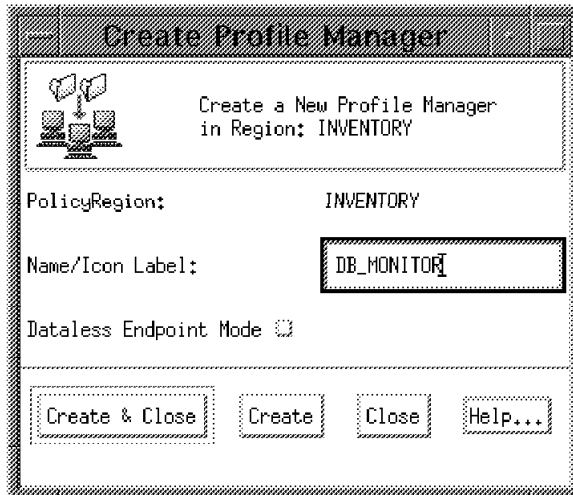 Create Profile Manager
Create a New Profile Manager
in Region: INVENTORY
PolicyRegion: INVENTORY
Name/Icon Label: DB_MONITOR
Dataless Endpoint Mode
Create & Close Create Close Help...